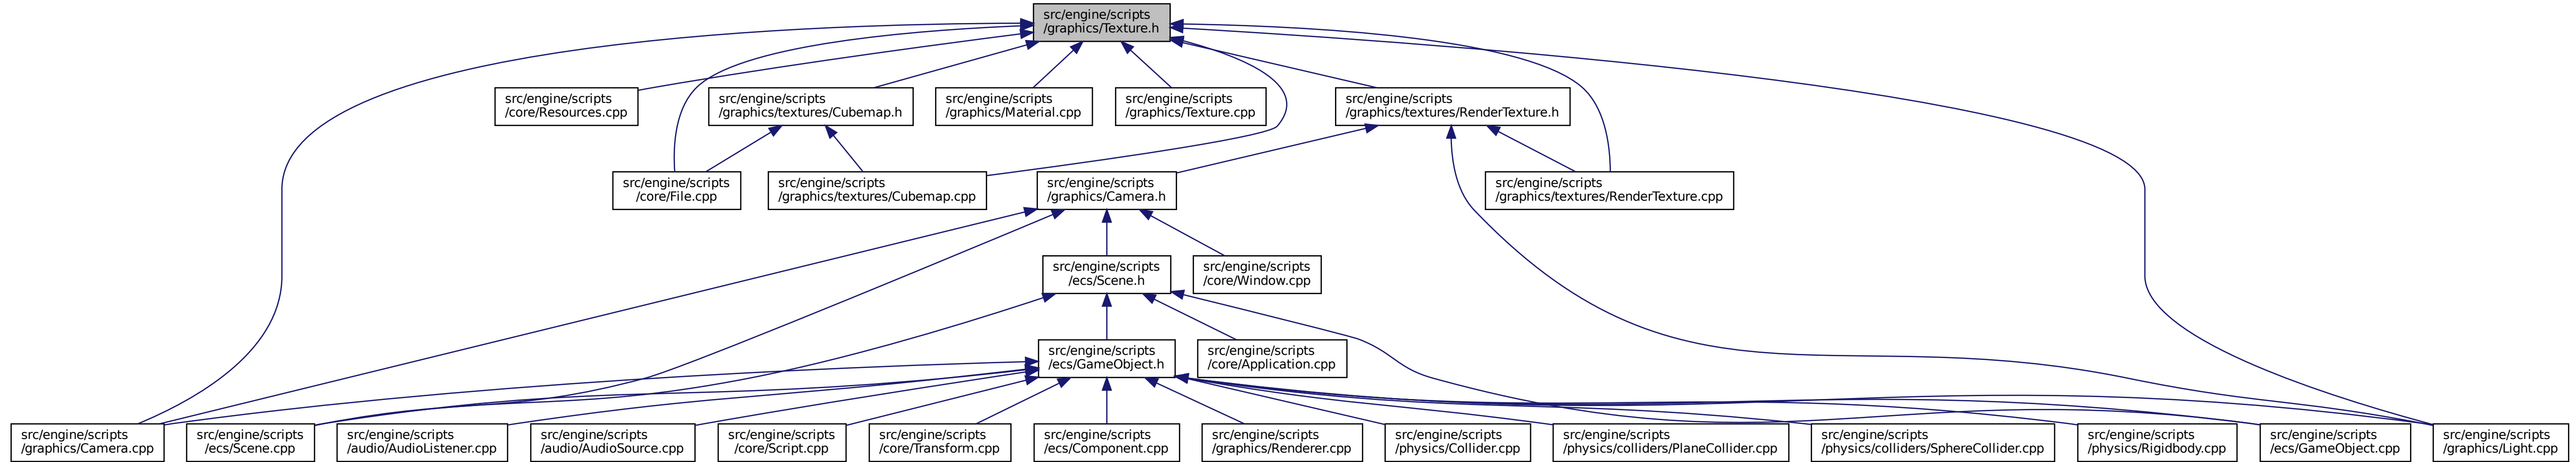 src/engine/scripts
/graphics/Texture.h
src/engine/scripts
/core/Resources.cpp
src/engine/scripts
/graphics/textures/Cubemap.h
src/engine/scripts
/graphics/Material.cpp
src/engine/scripts
/graphics/Texture.cpp
src/engine/scripts
/graphics/textures/RenderTexture.h
src/engine/scripts
/core/File.cpp
src/engine/scripts
/graphics/textures/Cubemap.cpp
src/engine/scripts
/graphics/Camera.h
src/engine/scripts
/graphics/textures/RenderTexture.cpp
src/engine/scripts
/ecs/Scene.h
src/engine/scripts
/core/Window.cpp
src/engine/scripts
/ecs/GameObject.h
src/engine/scripts
/core/Application.cpp
src/engine/scripts
/graphics/Camera.cpp
src/engine/scripts
/ecs/Scene.cpp
src/engine/scripts
/audio/AudioListener.cpp
src/engine/scripts
/audio/AudioSource.cpp
src/engine/scripts
/core/Script.cpp
src/engine/scripts
/core/Transform.cpp
src/engine/scripts
/ecs/Component.cpp
src/engine/scripts
/graphics/Renderer.cpp
src/engine/scripts
/physics/Collider.cpp
src/engine/scripts
/physics/colliders/PlaneCollider.cpp
src/engine/scripts
/physics/colliders/SphereCollider.cpp
src/engine/scripts
/physics/Rigidbody.cpp
src/engine/scripts
/ecs/GameObject.cpp
src/engine/scripts
/graphics/Light.cpp